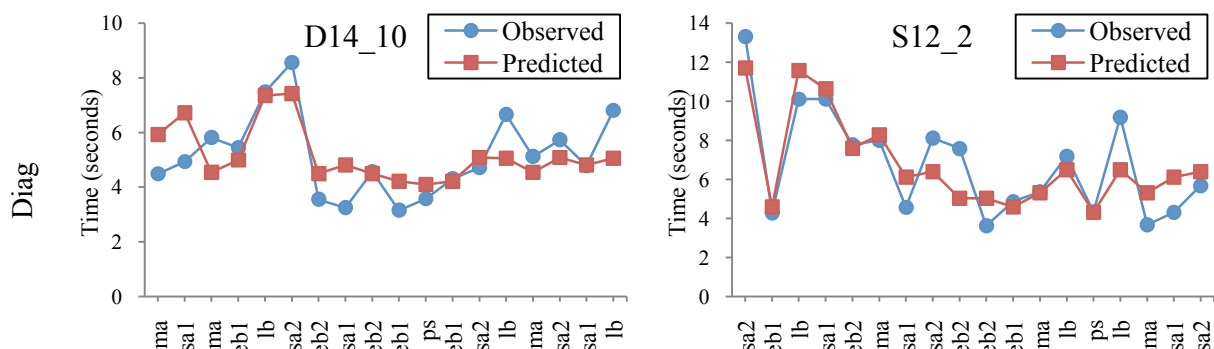 Diag
D14_10
Observed
Predicted
Time (seconds)
10
8
6
4
2
0
ma
sa1
ma
eb1
lb
sa2
eb2
sa1
eb2
eb1
ps
eb1
sa2
lb
ma
sa2
sa1
lb
S12_2
Observed
Predicted
Time (seconds)
14
12
10
8
6
4
2
0
sa2
eb1
lb
sa1
eb2
ma
sa1
sa2
eb2
eb2
eb1
ma
lb
ps
lb
ma
sa1
sa2